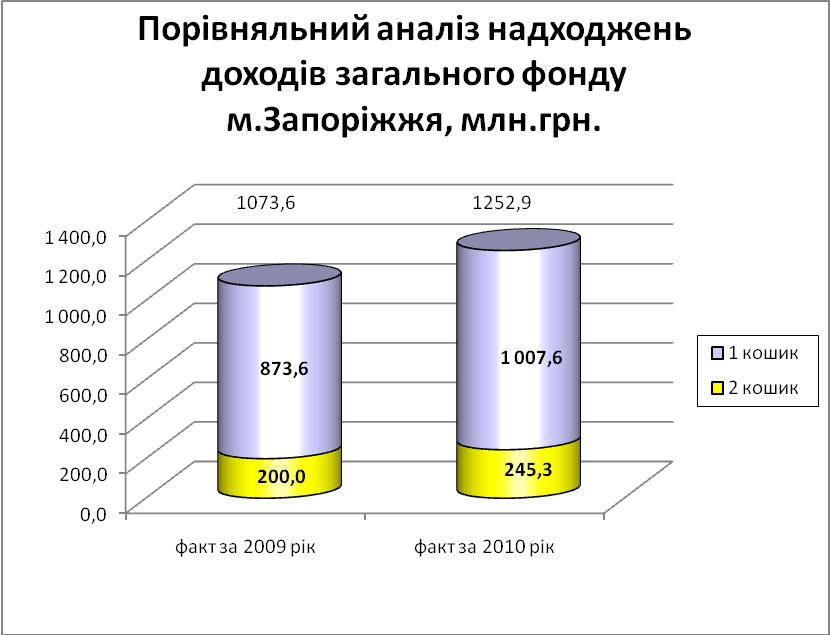 Порівняльний аналіз надходжень
доходів загального фонду
м.Запоріжжя, млн.грн.
1073,6 1252,9
1 400,0
1 200,0
1 000,0
800,0
600,0
400,0
200,0
0,0
873,6 1 007,6
200,0 245,3
факт за 2009 рік факт за 2010 рік
1 кошик
2 кошик